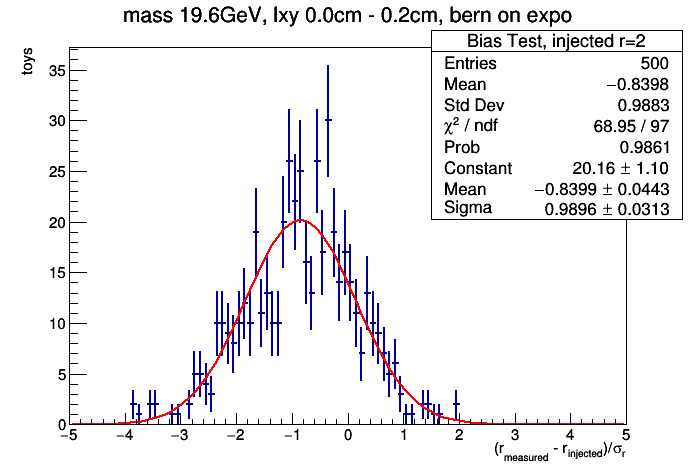 mass 19.6GeV, lxy 0.0cm - 0.2cm, bern on expo
Bias Test, injected r=2
Entries 500
Mean −0.8398
Std Dev 0.9883
χ² / ndf 68.95 / 97
Prob 0.9861
Constant 20.16 ± 1.10
Mean −0.8399 ± 0.0443
Sigma 0.9896 ± 0.0313
toys
35
30
25
20
15
10
5
0
−5 −4 −3 −2 −1 0 1 2 3 4 5
(r_measured - r_injected)/σ_r